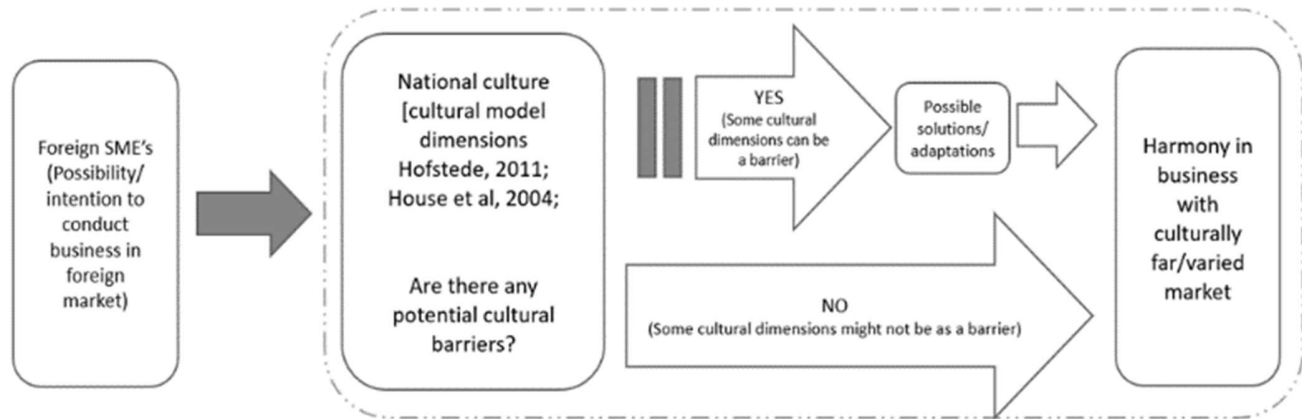 Foreign SME's
(Possibility/
intention to
conduct
business in
foreign
market)
National culture
[cultural model
dimensions
Hofstede, 2011;
House et al, 2004;
Are there any
potential cultural
barriers?
YES
(Some cultural
dimensions can be
a barrier)
Possible
solutions/
adaptations
NO
(Some cultural dimensions might not be as a barrier)
Harmony in
business
with
culturally
far/varied
market